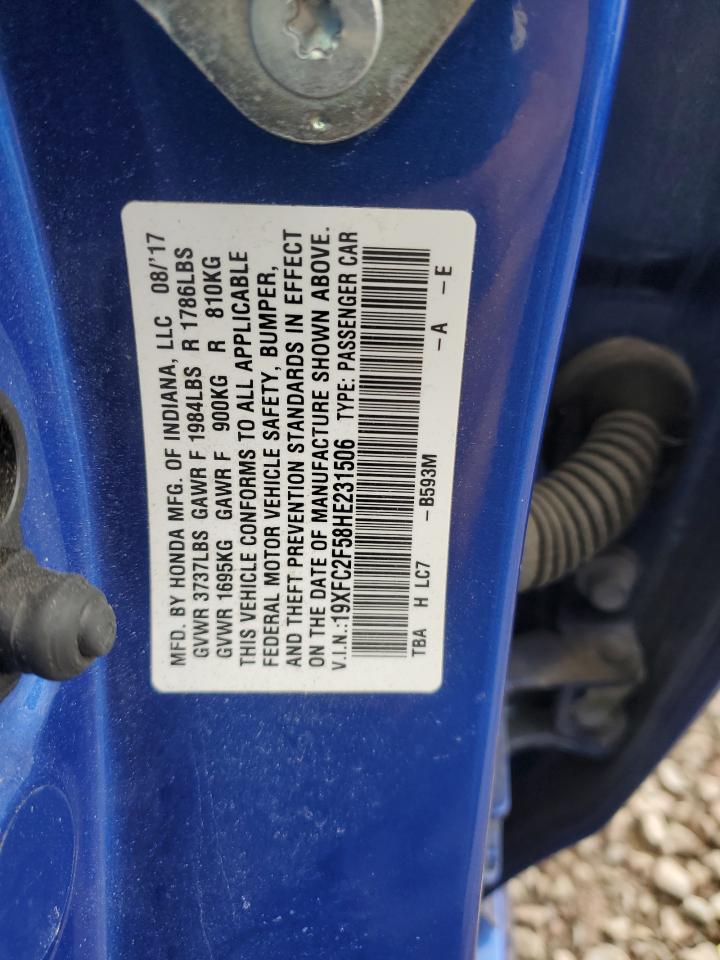 MFD. BY HONDA MFG. OF INDIANA, LLC 08/'17
GVWR 3737LBS GAWR F 1984LBS R 1786LBS
GVWR 1695KG GAWR F 900KG R 810KG
THIS VEHICLE CONFORMS TO ALL APPLICABLE
FEDERAL MOTOR VEHICLE SAFETY, BUMPER,
AND THEFT PREVENTION STANDARDS IN EFFECT
ON THE DATE OF MANUFACTURE SHOWN ABOVE.
V.I.N.:19XFC2F58HE231506 TYPE: PASSENGER CAR
TBA H LC7 -B593M -A -E